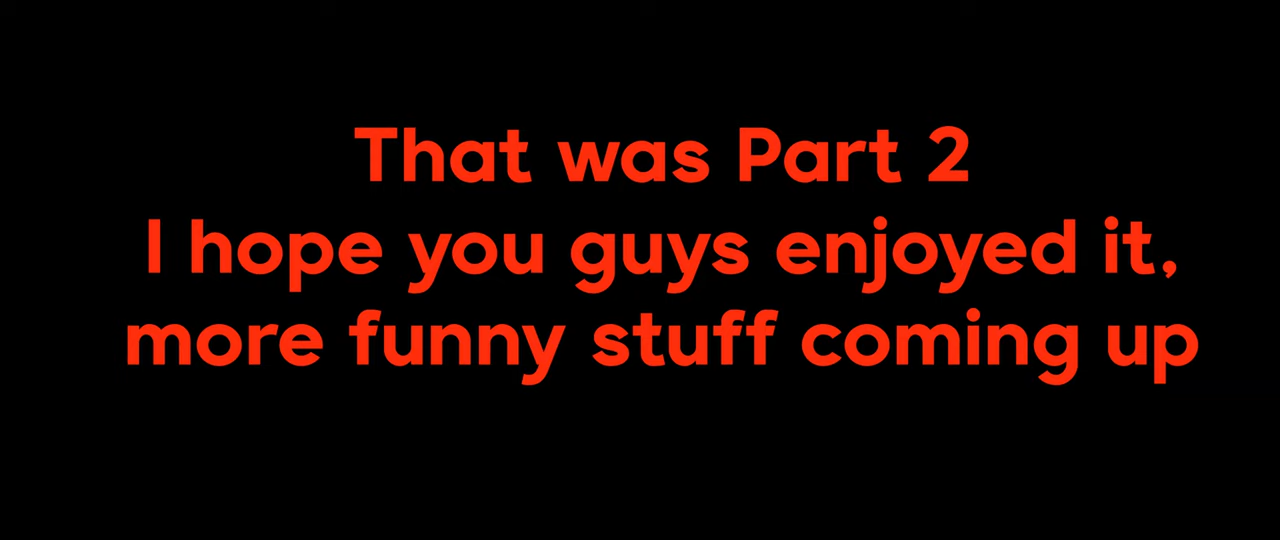 That was Part 2
I hope you guys enjoyed it,
more funny stuff coming up